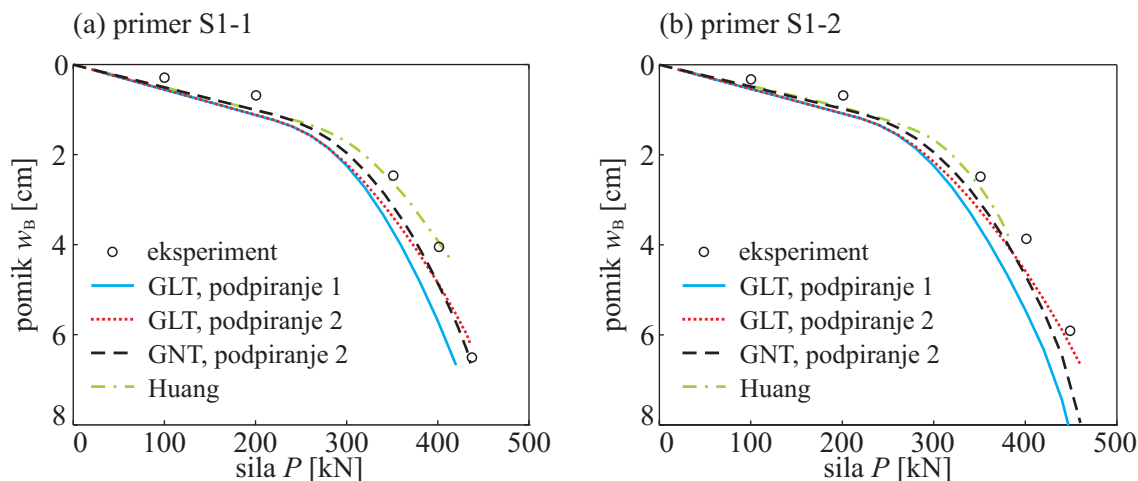 (a) primer S1-1
0
2
4
6
8
pomik wB [cm]
eksperiment
GLT, podpiranje 1
GLT, podpiranje 2
GNT, podpiranje 2
Huang
0 100 200 300 400 500
sila P [kN]
(b) primer S1-2
0
2
4
6
8
pomik wB [cm]
eksperiment
GLT, podpiranje 1
GLT, podpiranje 2
GNT, podpiranje 2
Huang
0 100 200 300 400 500
sila P [kN]